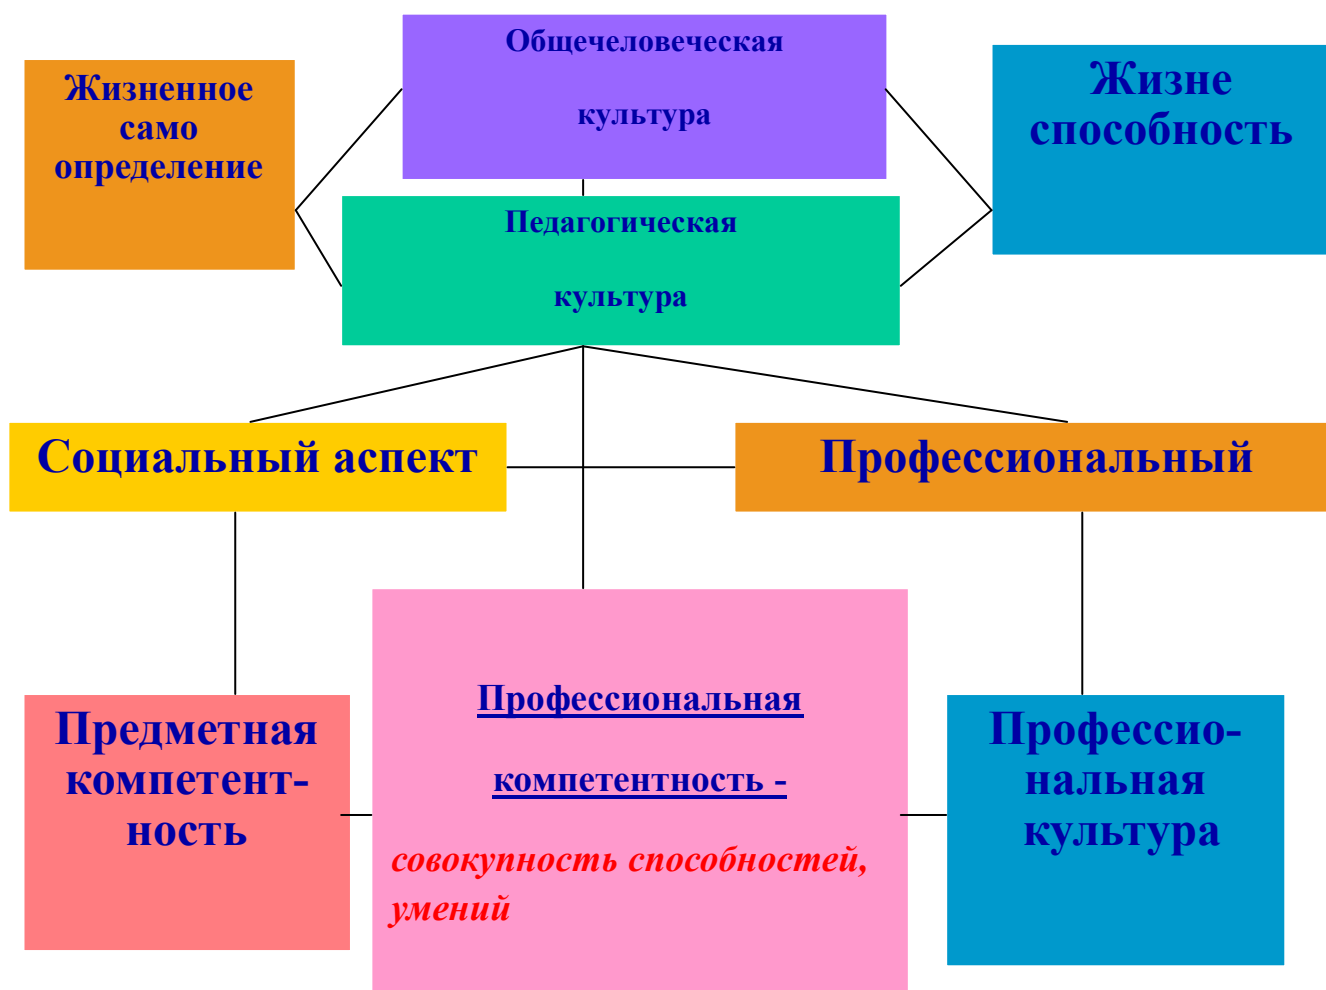 Общечеловеческая
культура
Жизненное
само
определение
Жизне
способность
Педагогическая
культура
Социальный аспект
Профессиональный
Предметная
компетент-
ность
Профессиональная
компетентность -
совокупность способностей,
умений
Профессио-
нальная
культура